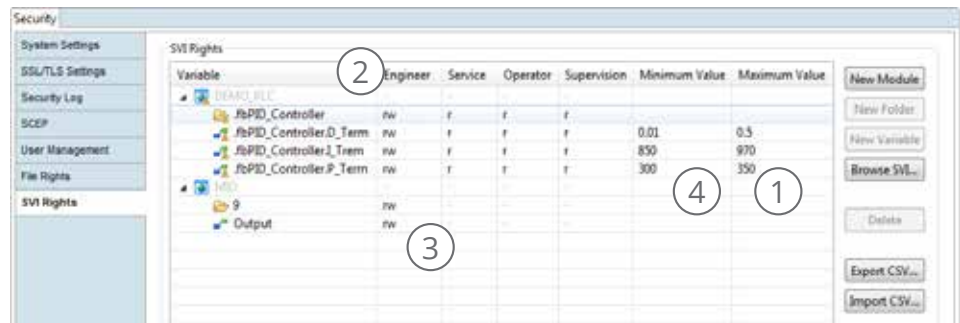 Security
System Settings
SSL/TLS Settings
Security Log
SCEP
User Management
File Rights
SVI Rights
SVI Rights
Variable Engineer Service Operator Supervision Minimum Value Maximum Value
DEMO_PLC - - - -
/fbPID_Controller rw r r r
/fbPID_Controller.D_Term rw r r r 0.01 0.5
/fbPID_Controller.I_Trem rw r r r 850 970
/fbPID_Controller.P_Term rw r r r 300 350
MIO - - - -
9 rw - - -
Output rw - - -
2
4
1
3
New Module
New Folder
New Variable
Browse SVI...
Delete
Export CSV...
Import CSV...